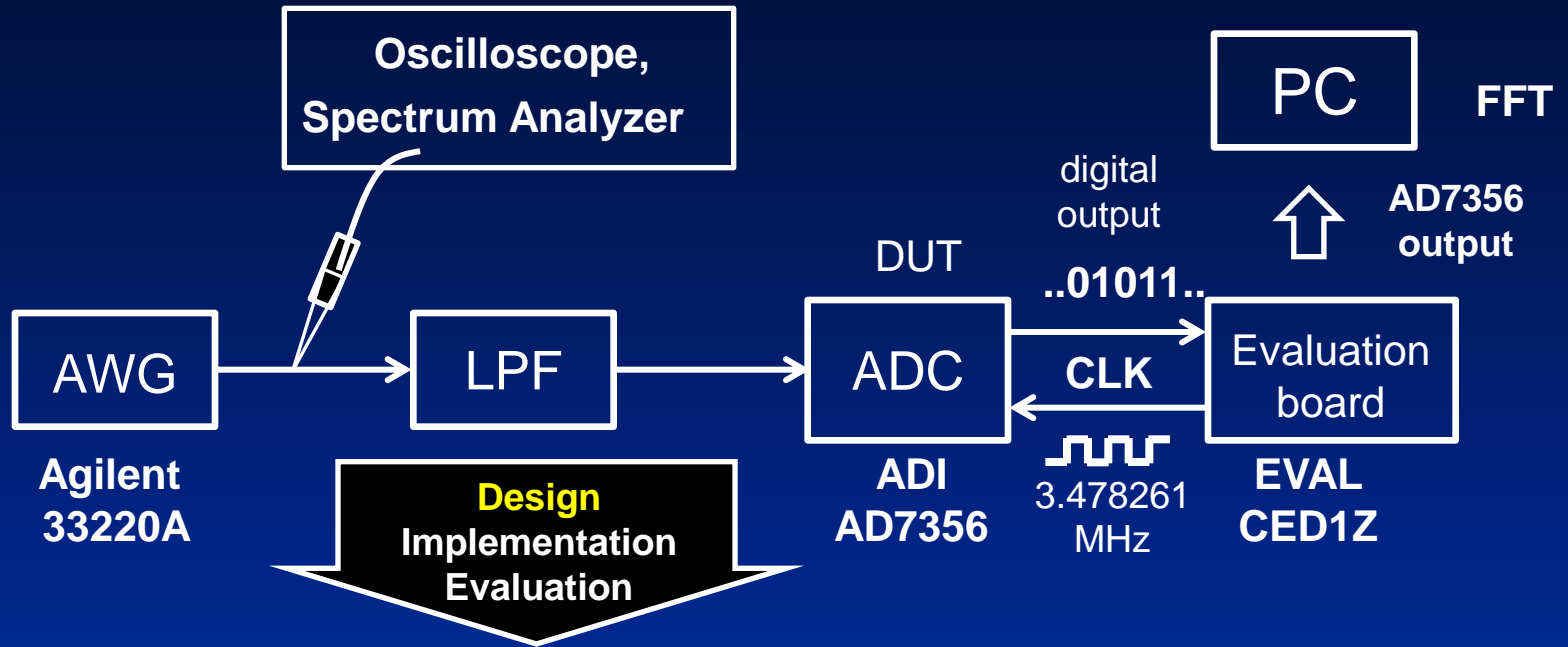 Oscilloscope,
Spectrum Analyzer
PC
FFT
digital
output
AD7356
output
DUT
..01011..
AWG
LPF
ADC
CLK
Evaluation
board
Agilent
33220A
Design
Implementation
Evaluation
ADI
AD7356
3.478261
MHz
EVAL
CED1Z